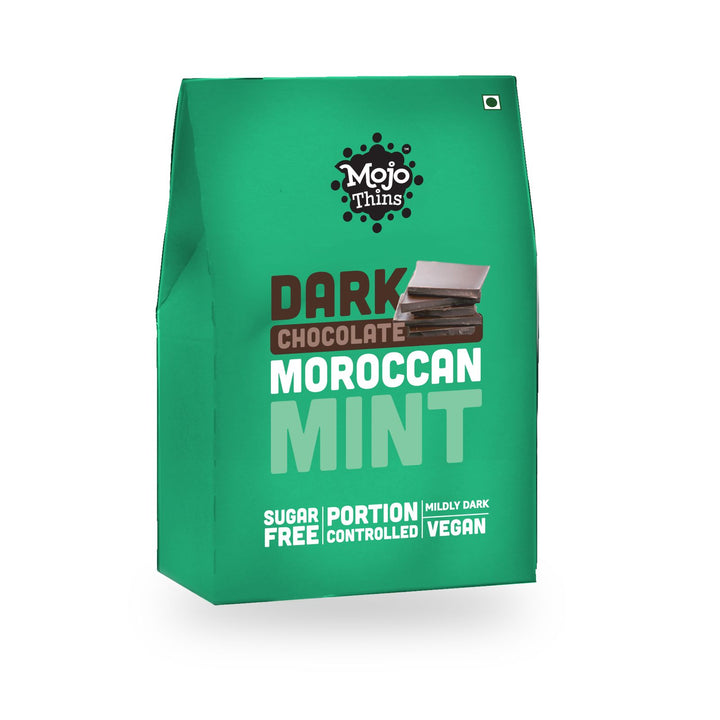 Mojo
Thins
DARK
CHOCOLATE
MOROCCAN
MINT
SUGAR
FREE
PORTION
CONTROLLED
MILDLY DARK
VEGAN